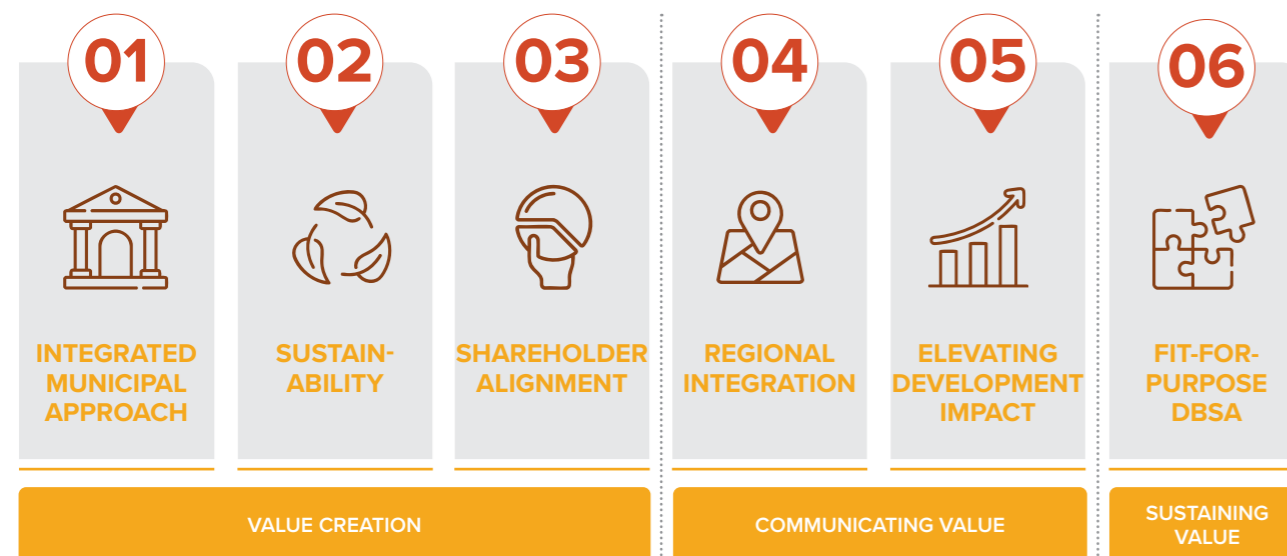 01
INTEGRATED
MUNICIPAL
APPROACH
02
SUSTAIN-
ABILITY
03
SHAREHOLDER
ALIGNMENT
04
REGIONAL
INTEGRATION
05
ELEVATING
DEVELOPMENT
IMPACT
06
FIT-FOR-
PURPOSE
DBSA
VALUE CREATION
COMMUNICATING VALUE
SUSTAINING
VALUE